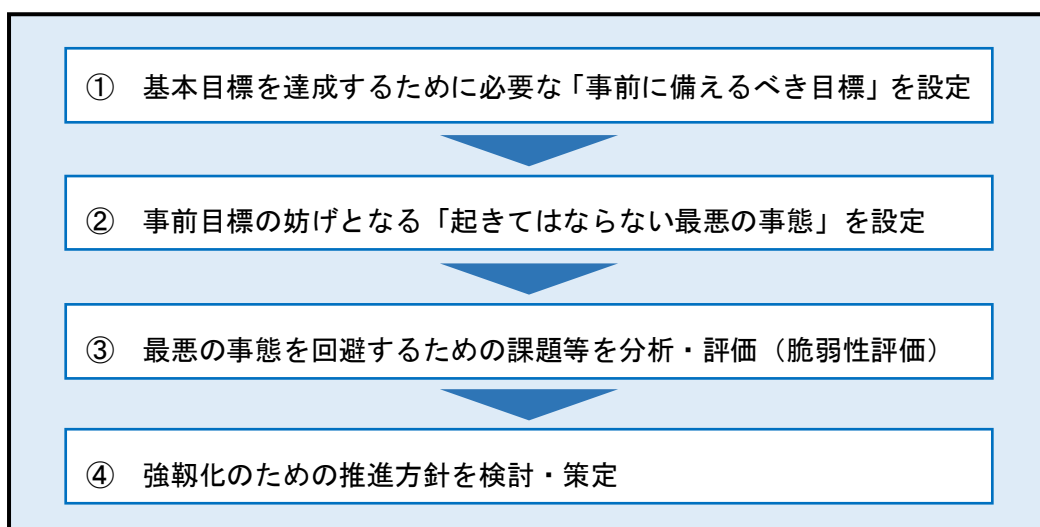 ① 基本目標を達成するために必要な「事前に備えるべき目標」を設定
② 事前目標の妨げとなる「起きてはならない最悪の事態」を設定
③ 最悪の事態を回避するための課題等を分析・評価（脆弱性評価）
④ 強靱化のための推進方針を検討・策定